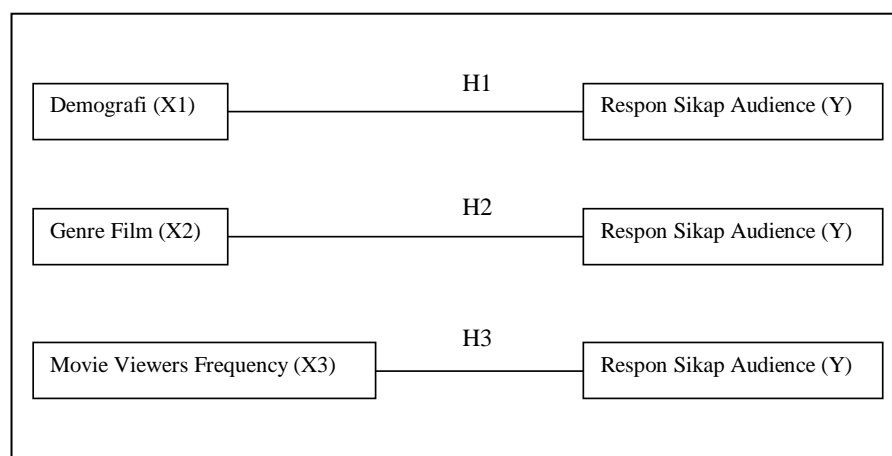 H1
Demografi (X1)
Respon Sikap Audience (Y)
H2
Genre Film (X2)
Respon Sikap Audience (Y)
H3
Movie Viewers Frequency (X3)
Respon Sikap Audience (Y)